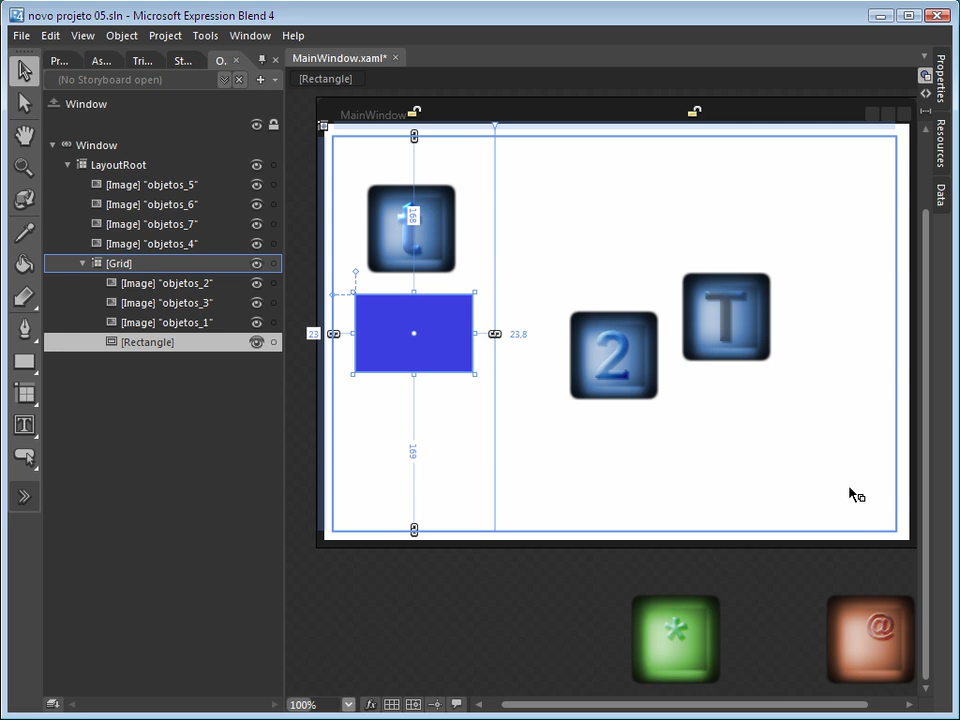 novo projeto 05.sln - Microsoft Expression Blend 4
File Edit View Object Project Tools Window Help
Pr... As... Tri... St... O. ×
MainWindow.xaml* ×
(No Storyboard open)
[Rectangle]
Window
MainWindow
Window
LayoutRoot
[Image] "objetos_5"
[Image] "objetos_6"
[Image] "objetos_7"
[Image] "objetos_4"
[Grid]
[Image] "objetos_2"
[Image] "objetos_3"
[Image] "objetos_1"
[Rectangle]
t
168
T
2
23
23,8
169
*
@
100%
fx
Properties
Resources
Data